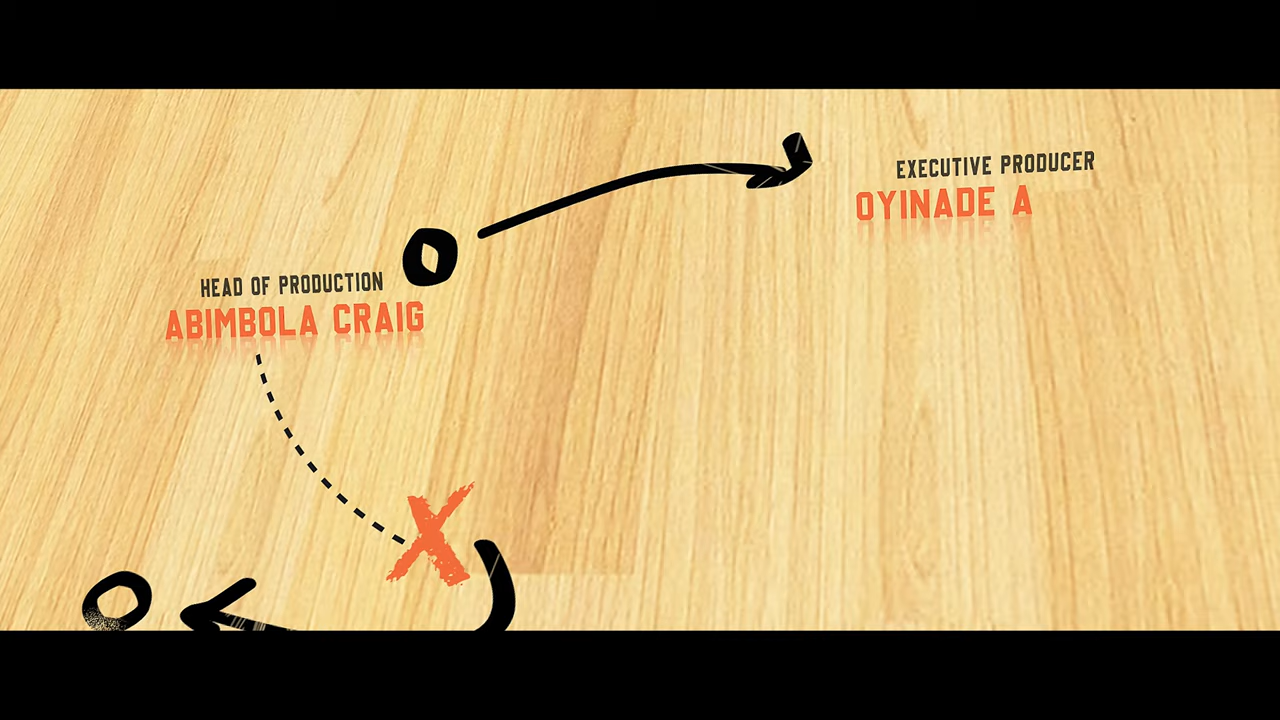 EXECUTIVE PRODUCER
OYINADE A
HEAD OF PRODUCTION
ABIMBOLA CRAIG